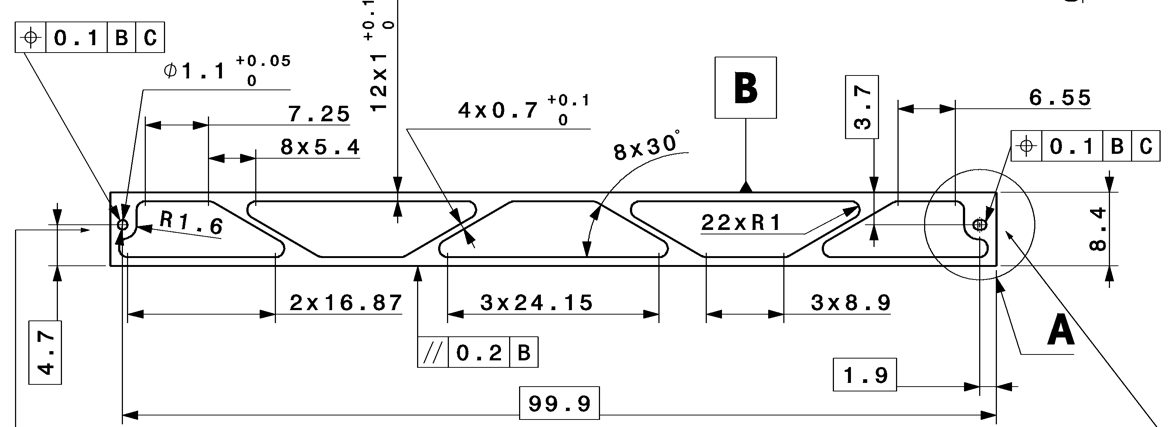 ⌖ 0.1 B C
Ø1.1 +0.05 0
7.25
8x5.4
12x1 +0.1 0
4x0.7 +0.1 0
8x30°
B
3.7
6.55
⌖ 0.1 B C
R1.6
22xR1
8.4
2x16.87
3x24.15
3x8.9
4.7
// 0.2 B
A
1.9
99.9